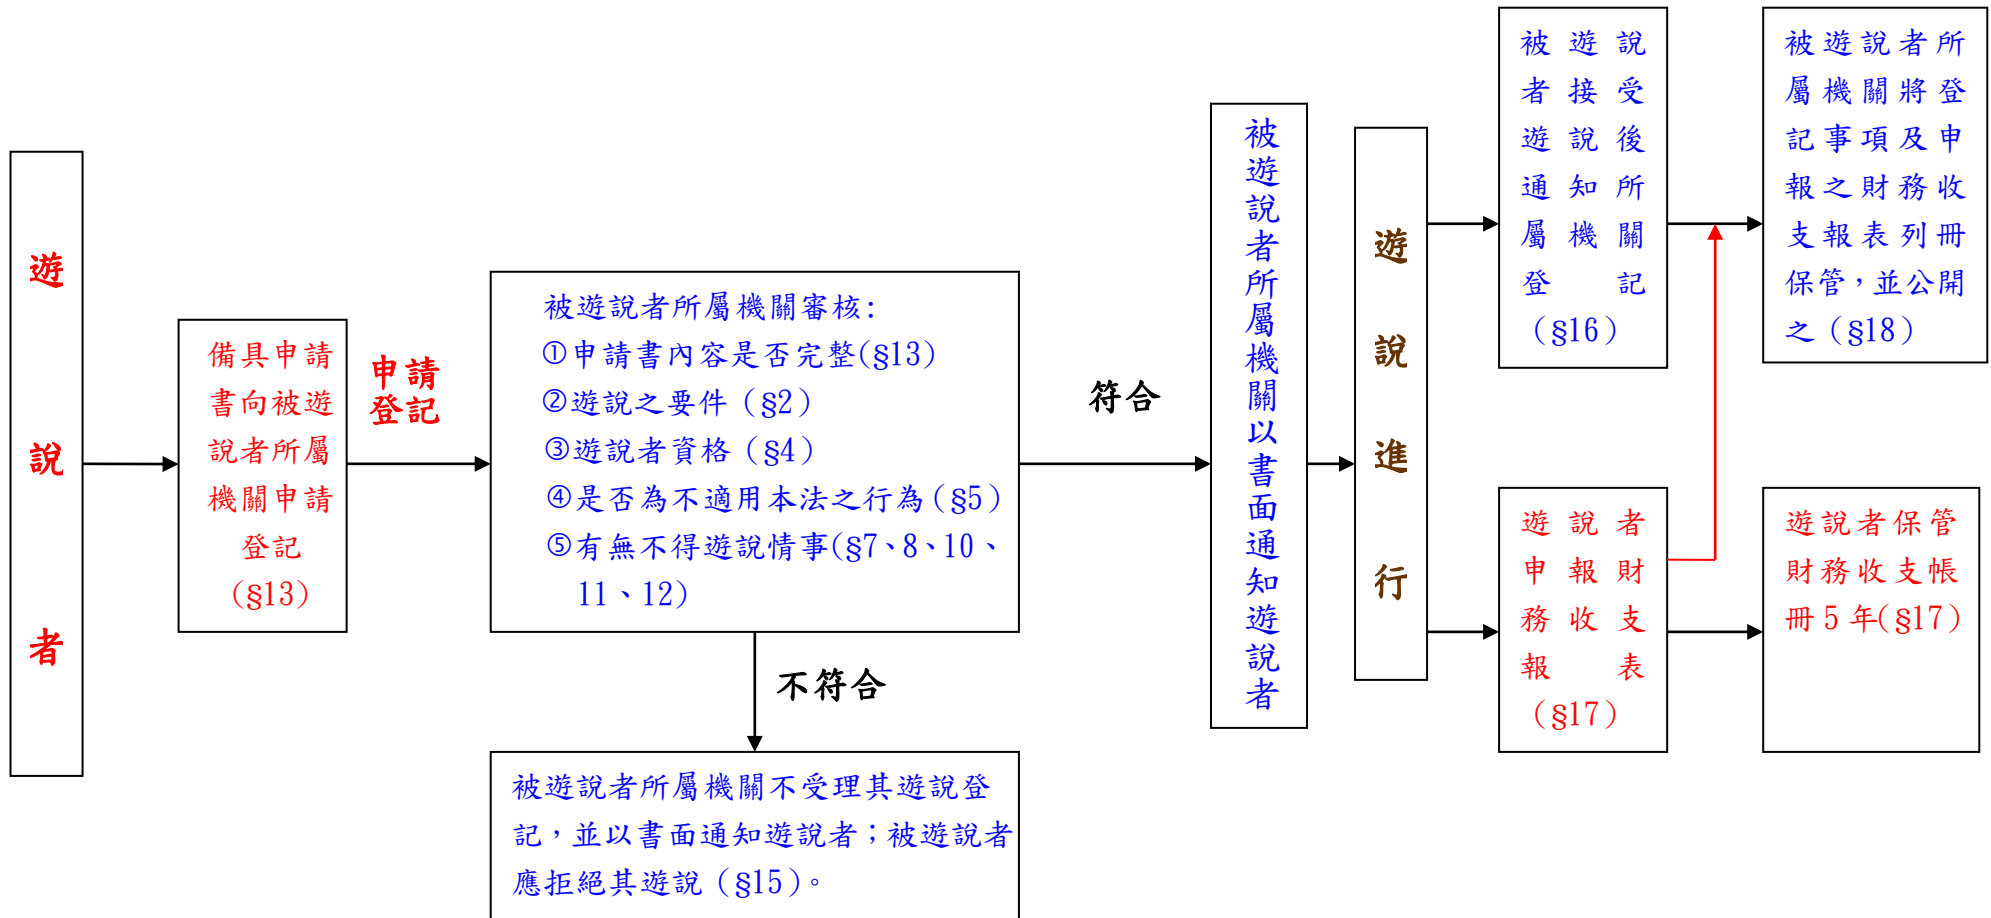 遊說者
備具申請
書向被遊
說者所屬
機關申請
登記
(§13)
申請
登記
被遊說者所屬機關審核:
①申請書內容是否完整(§13)
②遊說之要件(§2)
③遊說者資格(§4)
④是否為不適用本法之行為(§5)
⑤有無不得遊說情事(§7、8、10、
11、12)
不符合
被遊說者所屬機關不受理其遊說登
記,並以書面通知遊說者;被遊說者
應拒絕其遊說(§15)。
符合
被遊說者所屬機關以書面通知遊說者
遊說進行
被遊說
者接受
遊說後
通知所
屬機關
登記
(§16)
被遊說者所
屬機關將登
記事項及申
報之財務收
支報表列冊
保管,並公開
之(§18)
遊說者
申報財
務收支
報表
(§17)
遊說者保管
財務收支帳
冊5年(§17)